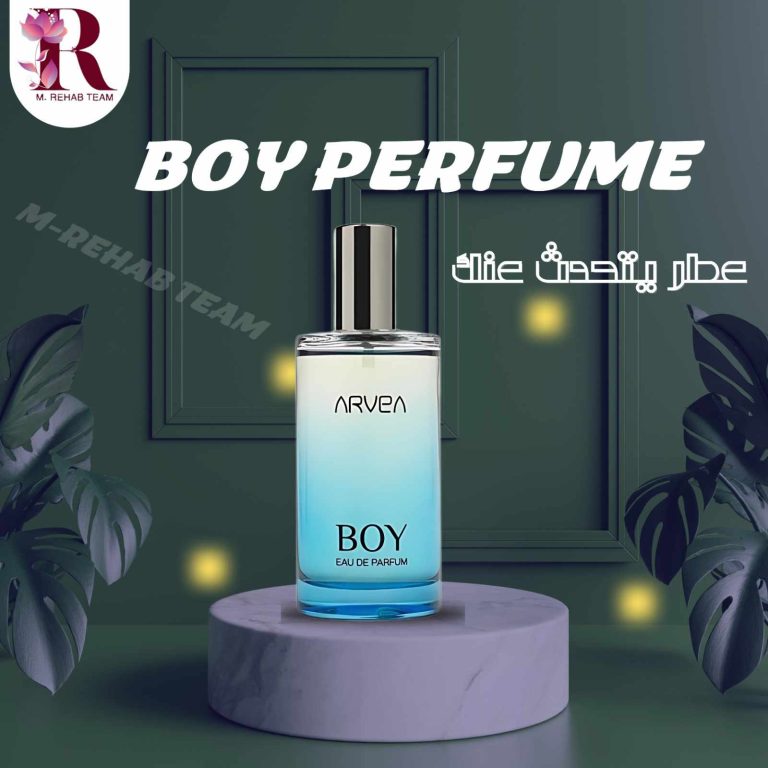 R
M. REHAB TEAM
BOY PERFUME
M-REHAB TEAM
عطر يتحدث عنك
ARVEA
BOY
EAU DE PARFUM